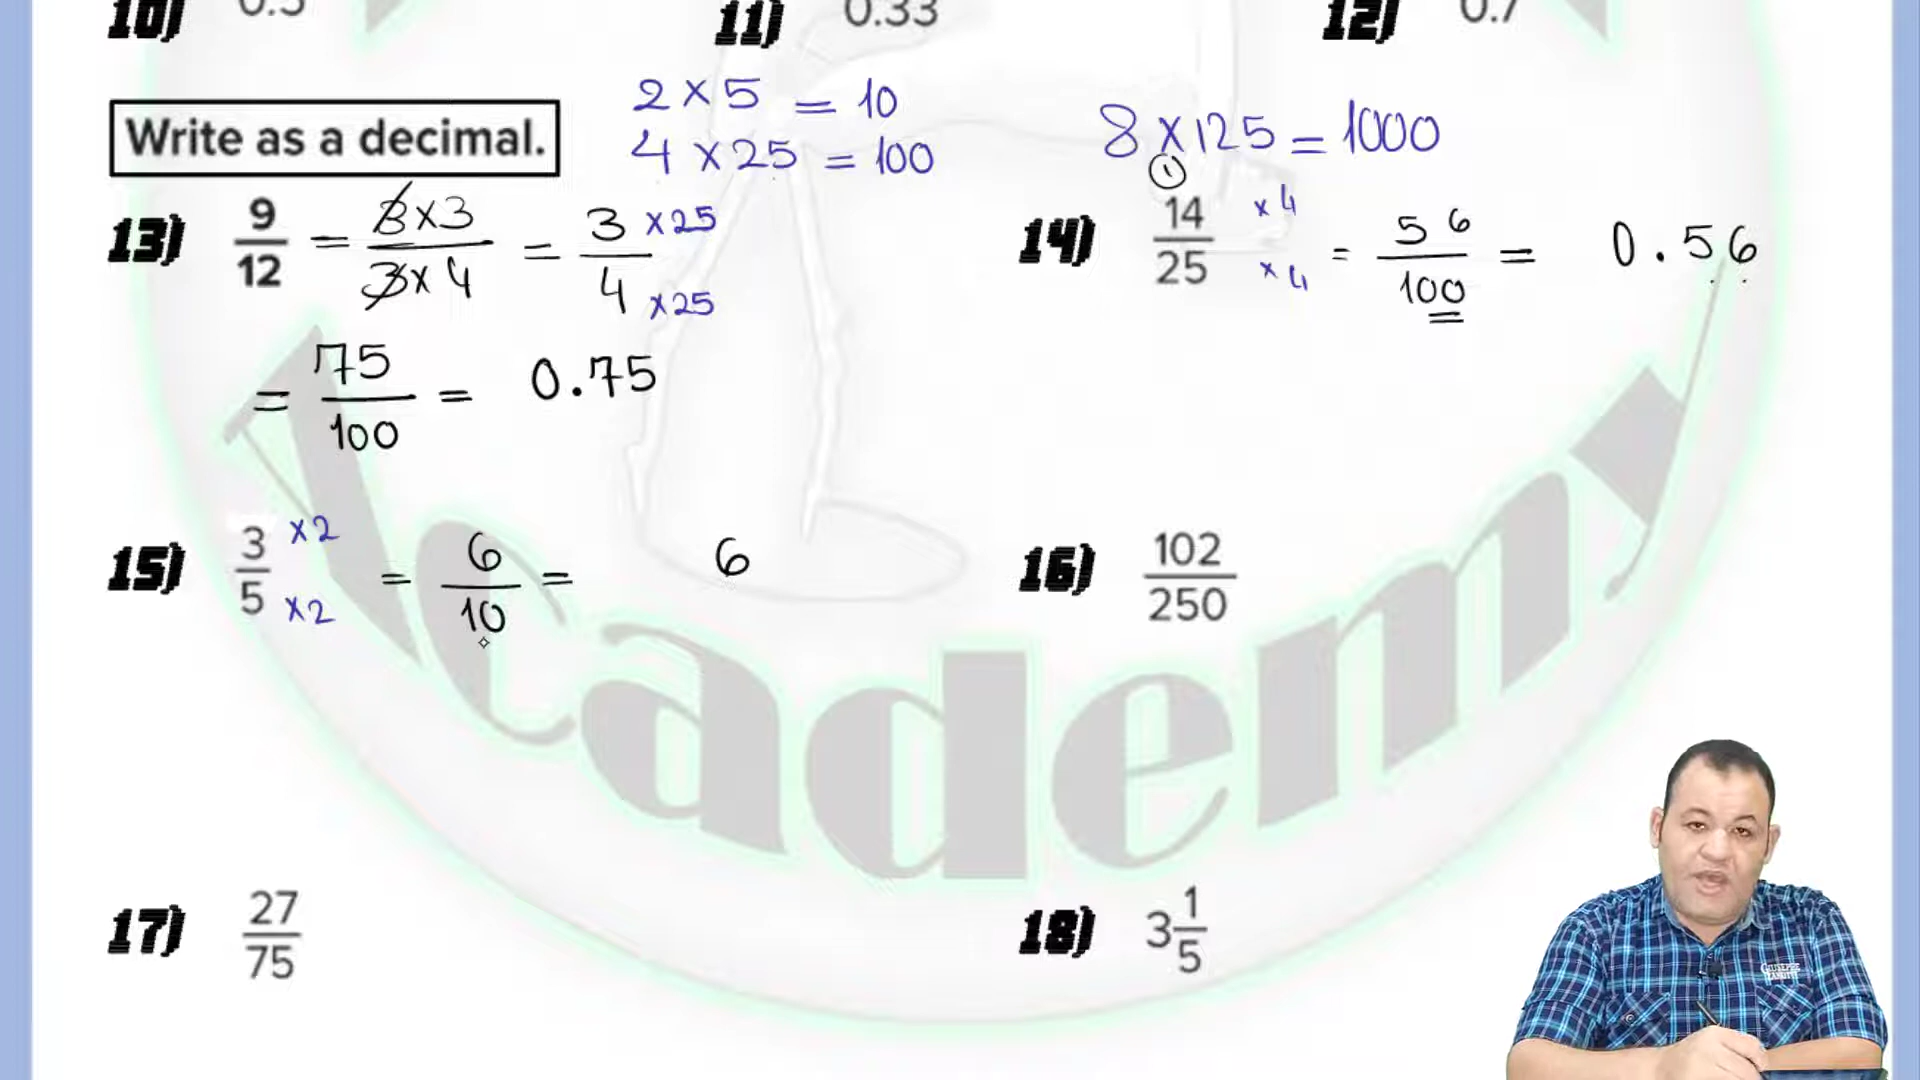 10) 0.5 11) 0.33 12) 0.7
Write as a decimal.
2 × 5 = 10
4 × 25 = 100
8 × 125 = 1000
1
13) 9/12 = 3×3/3×4 = 3 ×25/4 ×25
= 75/100 = 0.75
14) 14/25 ×4 ×4 = 56/100 = 0.56
15) 3/5 ×2 ×2 = 6/10 = 6
16) 102/250
17) 27/75
18) 3 1/5
Academy